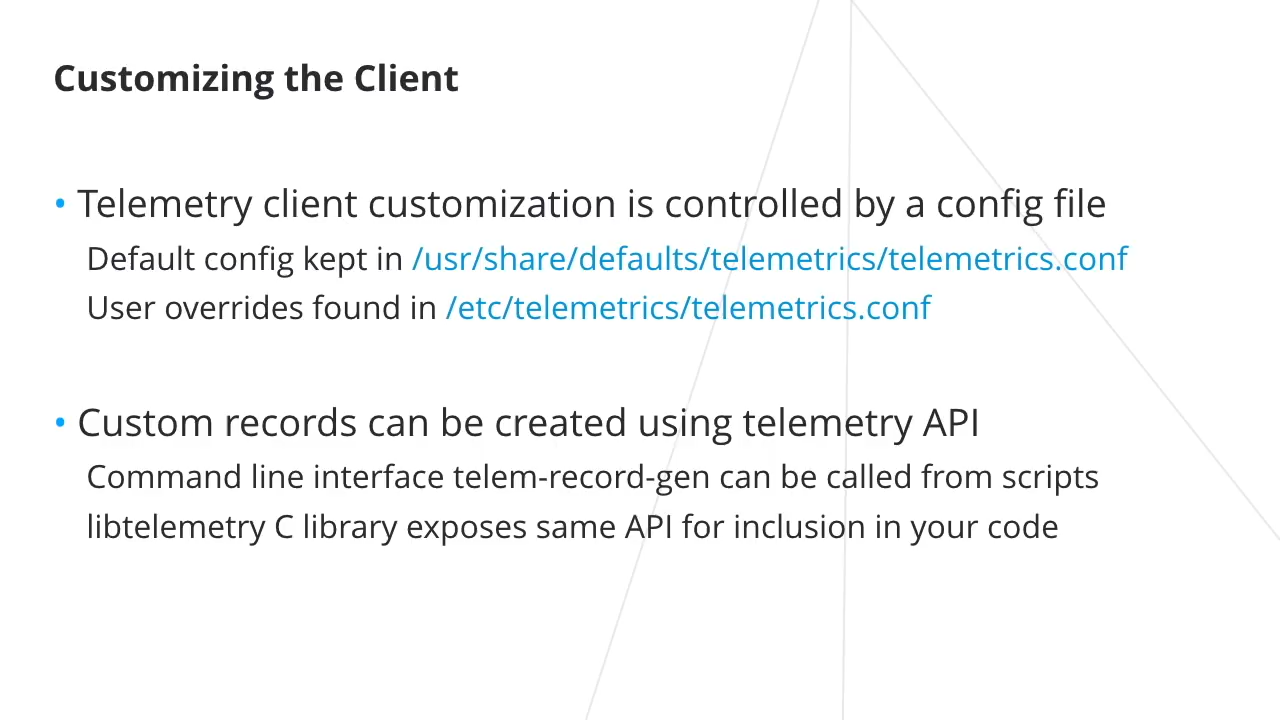 Customizing the Client
• Telemetry client customization is controlled by a config file
Default config kept in /usr/share/defaults/telemetrics/telemetrics.conf
User overrides found in /etc/telemetrics/telemetrics.conf
• Custom records can be created using telemetry API
Command line interface telem-record-gen can be called from scripts
libtelemetry C library exposes same API for inclusion in your code